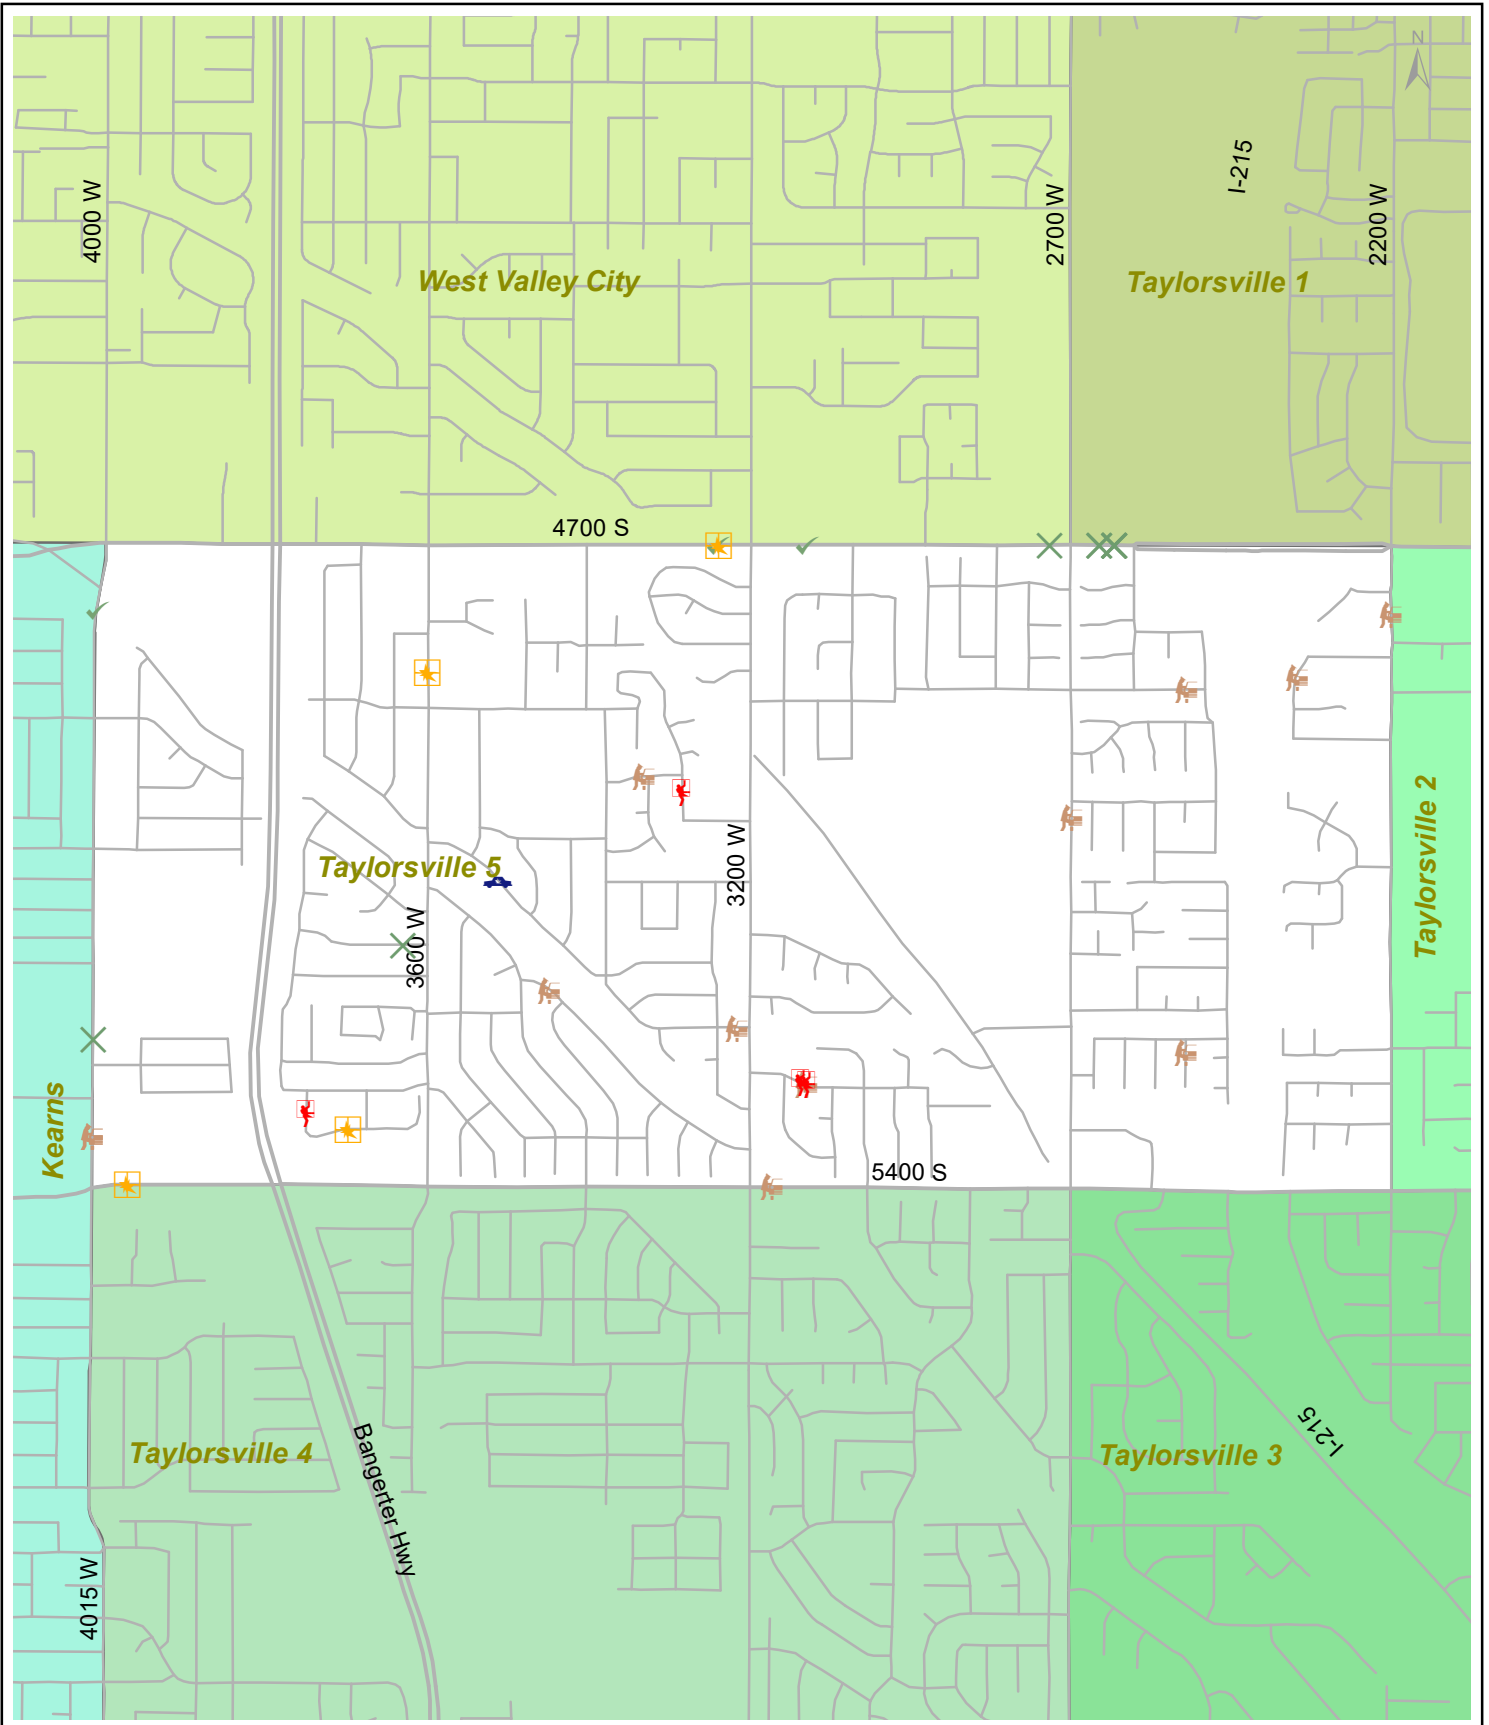 N
I-215
4000 W
2700 W
2200 W
West Valley City
Taylorsville 1
4700 S
Taylorsville 2
3200 W
Taylorsville 5
3600 W
Kearns
5400 S
I-215
Taylorsville 4
Taylorsville 3
Bangerter Hwy
4015 W